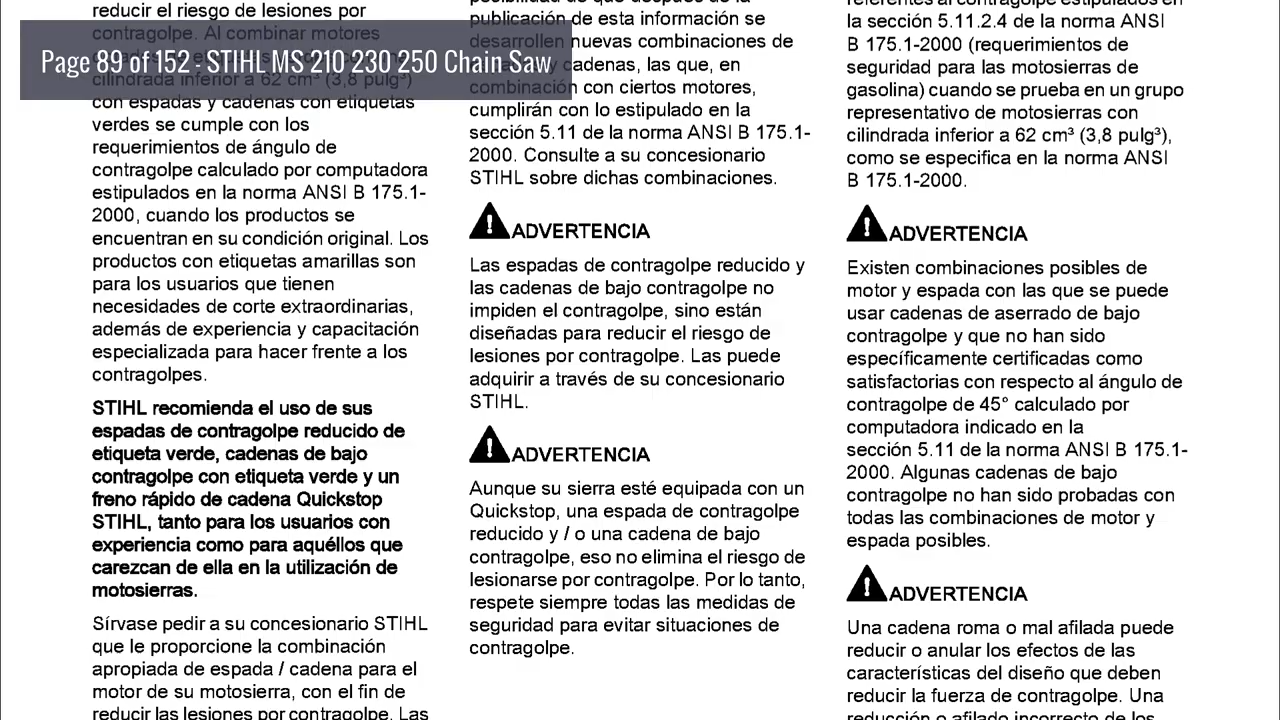 Page 89 of 152 - STIHL MS 210 230 250 Chain Saw
reducir el riesgo de lesiones por
contragolpe. Al combinar motores
cilindrada inferior a 62 cm³ (3,8 pulg³)
con espadas y cadenas con etiquetas
verdes se cumple con los
requerimientos de ángulo de
contragolpe calculado por computadora
estipulados en la norma ANSI B 175.1-
2000, cuando los productos se
encuentran en su condición original. Los
productos con etiquetas amarillas son
para los usuarios que tienen
necesidades de corte extraordinarias,
además de experiencia y capacitación
especializada para hacer frente a los
contragolpes.
STIHL recomienda el uso de sus
espadas de contragolpe reducido de
etiqueta verde, cadenas de bajo
contragolpe con etiqueta verde y un
freno rápido de cadena Quickstop
STIHL, tanto para los usuarios con
experiencia como para aquéllos que
carezcan de ella en la utilización de
motosierras.
Sírvase pedir a su concesionario STIHL
que le proporcione la combinación
apropiada de espada / cadena para el
motor de su motosierra, con el fin de
reducir las lesiones por contragolpe. Las
posibilidad de que después de la
publicación de esta información se
desarrollen nuevas combinaciones de
y cadenas, las que, en
combinación con ciertos motores,
cumplirán con lo estipulado en la
sección 5.11 de la norma ANSI B 175.1-
2000. Consulte a su concesionario
STIHL sobre dichas combinaciones.
ADVERTENCIA
Las espadas de contragolpe reducido y
las cadenas de bajo contragolpe no
impiden el contragolpe, sino están
diseñadas para reducir el riesgo de
lesiones por contragolpe. Las puede
adquirir a través de su concesionario
STIHL.
ADVERTENCIA
Aunque su sierra esté equipada con un
Quickstop, una espada de contragolpe
reducido y / o una cadena de bajo
contragolpe, eso no elimina el riesgo de
lesionarse por contragolpe. Por lo tanto,
respete siempre todas las medidas de
seguridad para evitar situaciones de
contragolpe.
referentes al contragolpe estipulados en
la sección 5.11.2.4 de la norma ANSI
B 175.1-2000 (requerimientos de
seguridad para las motosierras de
gasolina) cuando se prueba en un grupo
representativo de motosierras con
cilindrada inferior a 62 cm³ (3,8 pulg³),
como se especifica en la norma ANSI
B 175.1-2000.
ADVERTENCIA
Existen combinaciones posibles de
motor y espada con las que se puede
usar cadenas de aserrado de bajo
contragolpe y que no han sido
específicamente certificadas como
satisfactorias con respecto al ángulo de
contragolpe de 45° calculado por
computadora indicado en la
sección 5.11 de la norma ANSI B 175.1-
2000. Algunas cadenas de bajo
contragolpe no han sido probadas con
todas las combinaciones de motor y
espada posibles.
ADVERTENCIA
Una cadena roma o mal afilada puede
reducir o anular los efectos de las
características del diseño que deben
reducir la fuerza de contragolpe. Una
reducción o afilado incorrecto de los